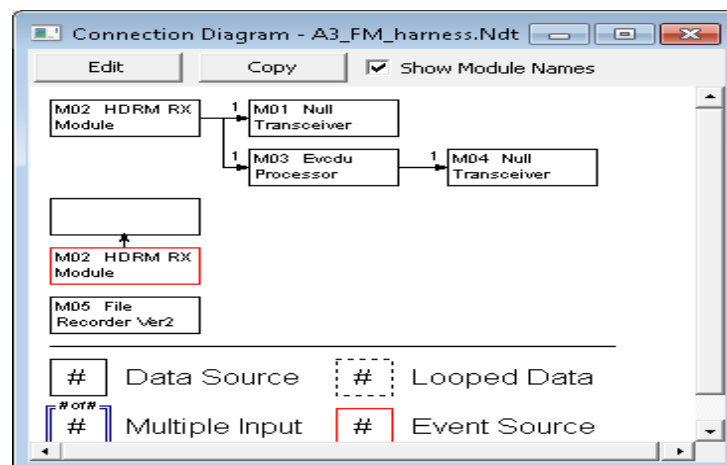 Connection Diagram - A3_FM_harness.Ndt
Edit
Copy
Show Module Names
M02 HDRM RX
Module
1
M01 Null
Transceiver
1
M03 Evcdu
Processor
1
M04 Null
Transceiver
M02 HDRM RX
Module
M05 File
Recorder Ver2
# Data Source
# Looped Data
# of #
# Multiple Input
# Event Source